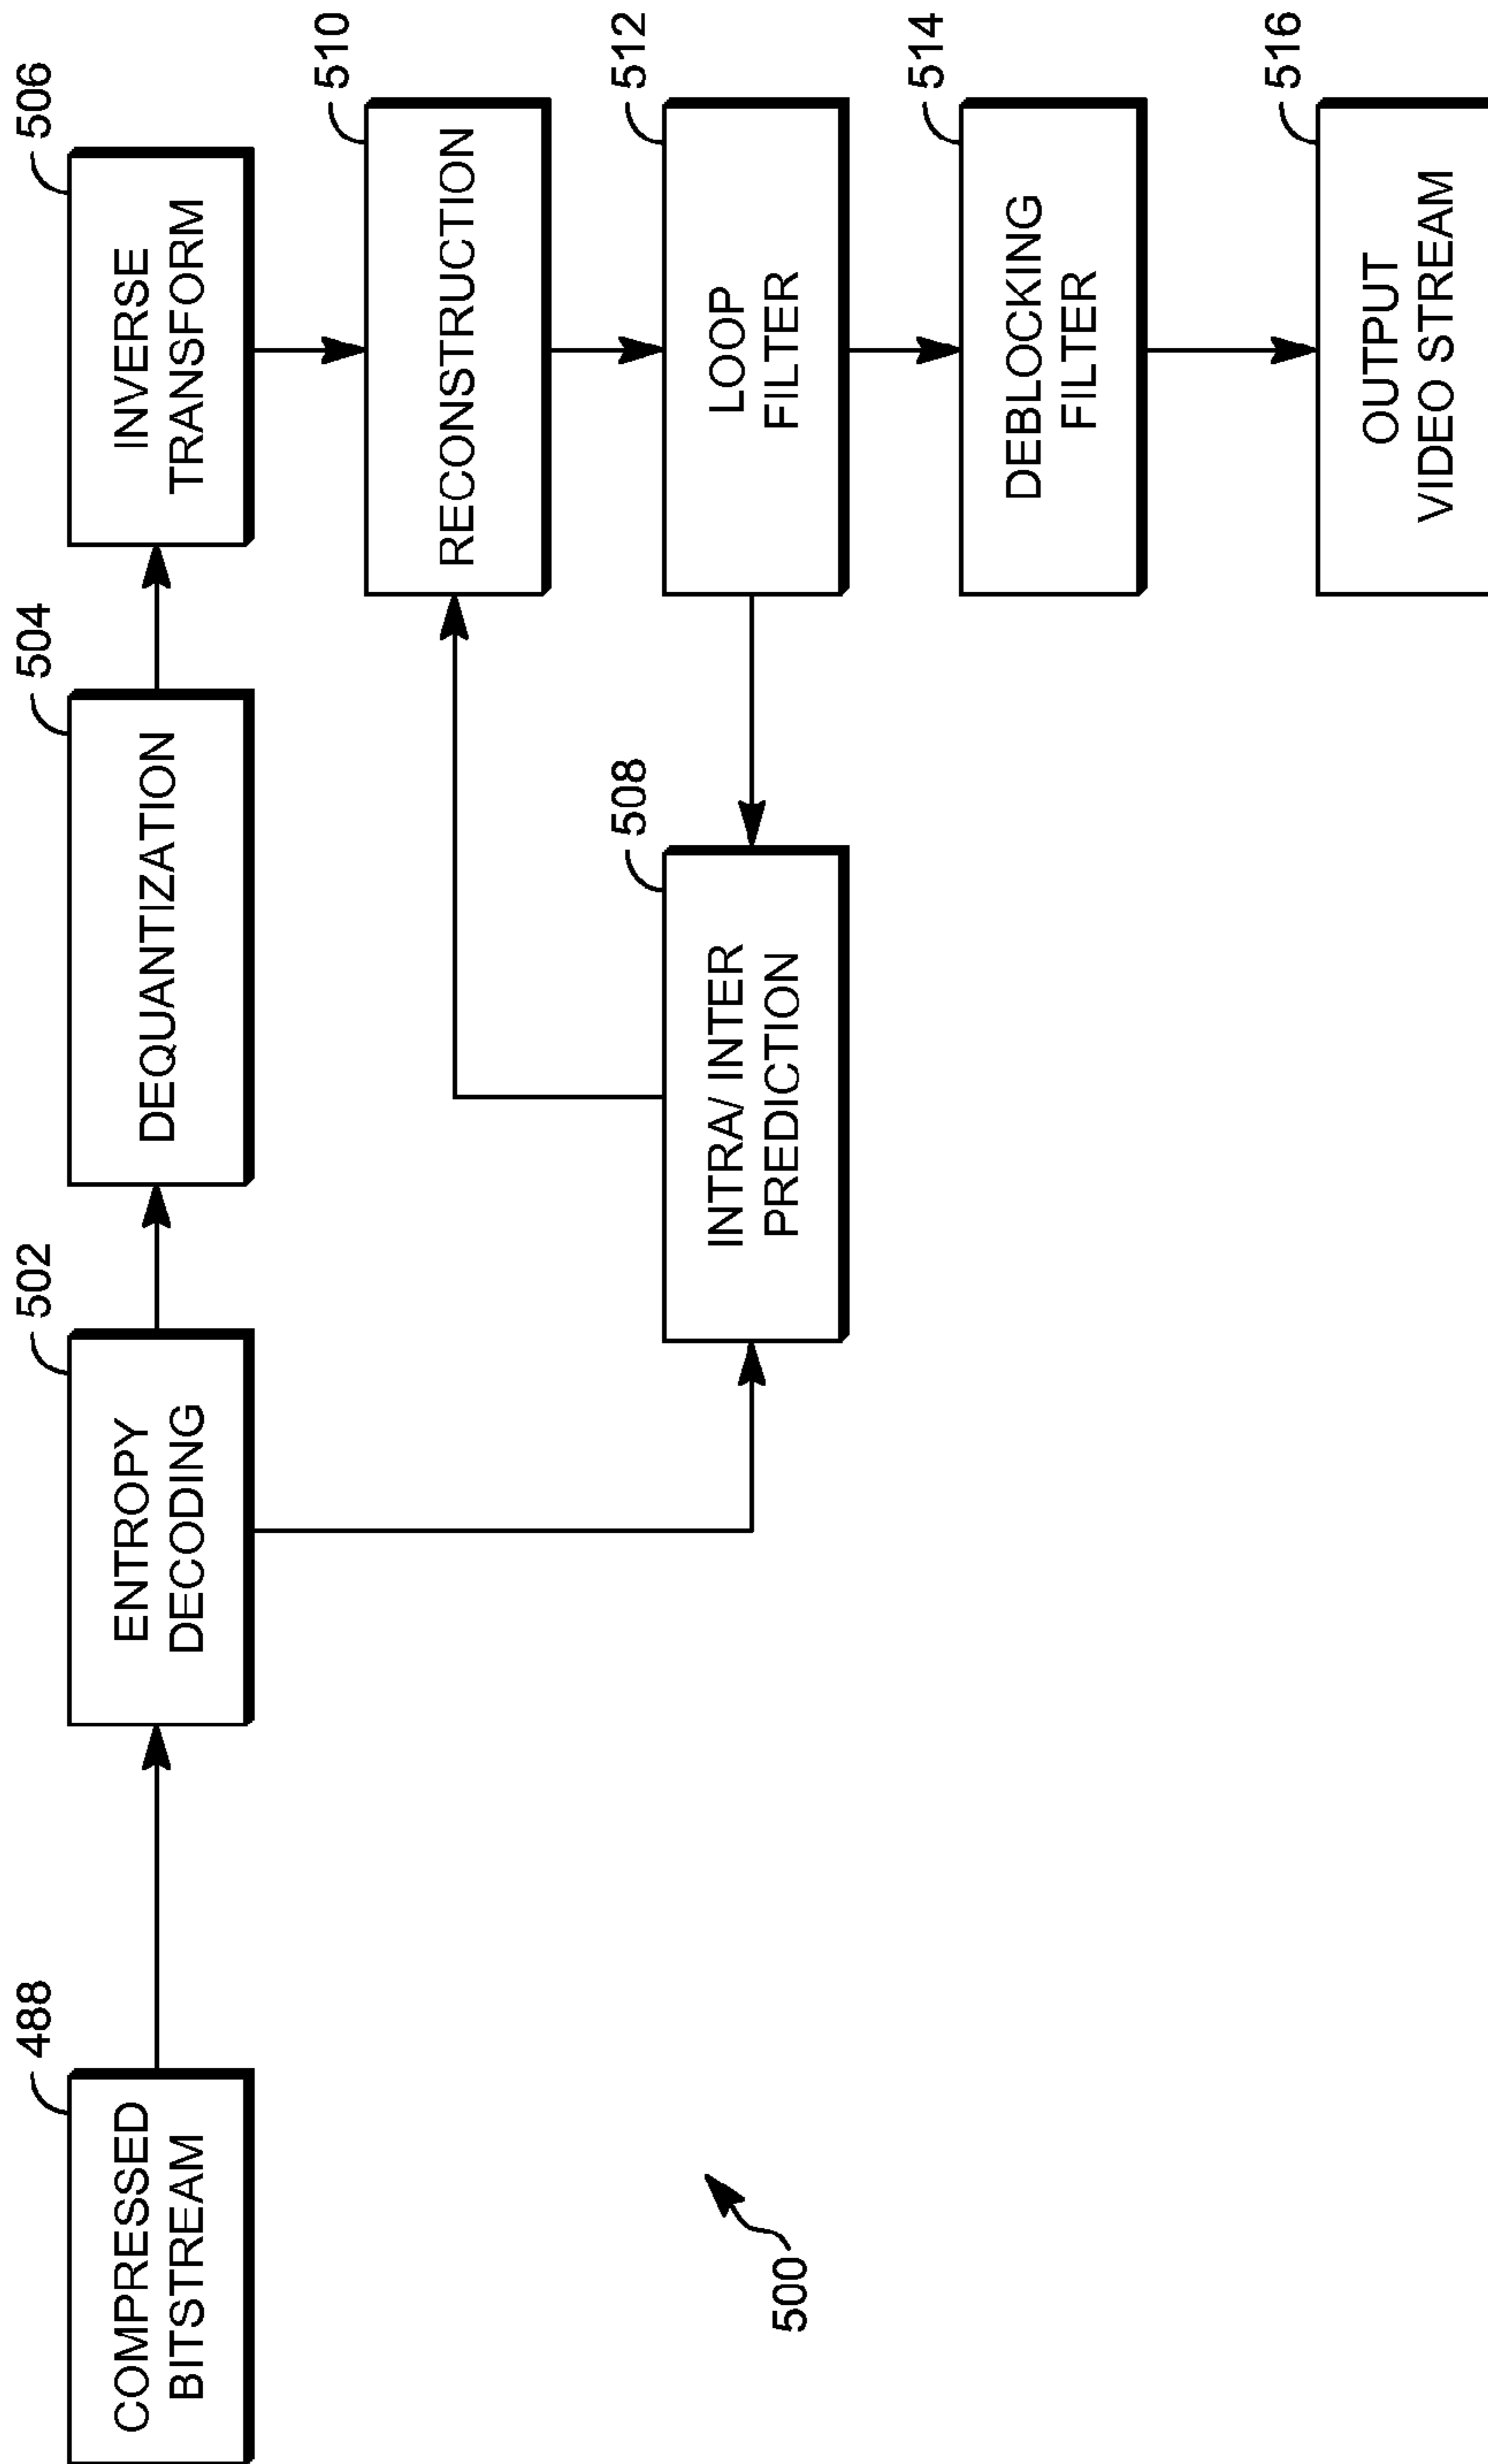 488
COMPRESSED
BITSTREAM
502
ENTROPY
DECODING
504
DEQUANTIZATION
506
INVERSE
TRANSFORM
510
RECONSTRUCTION
508
INTRA/ INTER
PREDICTION
512
LOOP
FILTER
514
DEBLOCKING
FILTER
516
OUTPUT
VIDEO STREAM
500